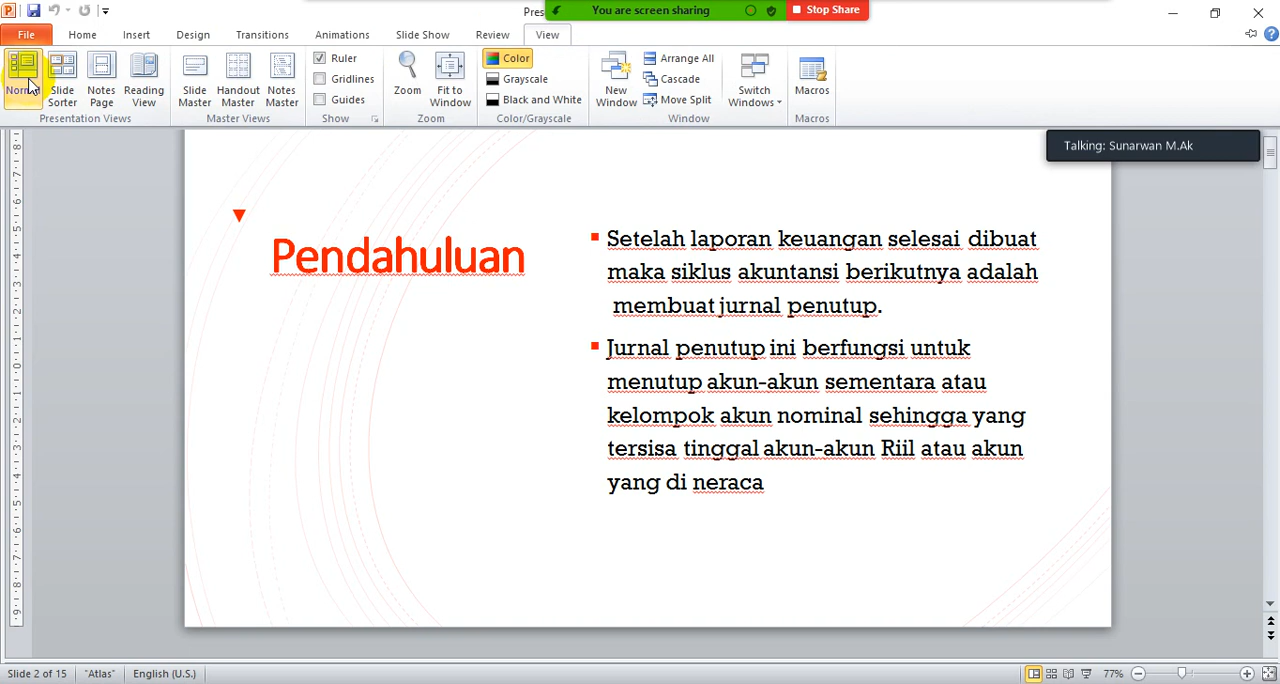 Pres
You are screen sharing
Stop Share
File Home Insert Design Transitions Animations Slide Show Review View
Normal Slide Sorter Notes Page Reading View
Presentation Views
Slide Master Handout Master Notes Master
Master Views
Ruler
Gridlines
Guides
Show
Zoom Fit to Window
Zoom
Color
Grayscale
Black and White
Color/Grayscale
New Window
Arrange All
Cascade
Move Split
Switch Windows
Window
Macros
Macros
Talking: Sunarwan M.Ak
Pendahuluan
Setelah laporan keuangan selesai dibuat
maka siklus akuntansi berikutnya adalah
membuat jurnal penutup.
Jurnal penutup ini berfungsi untuk
menutup akun-akun sementara atau
kelompok akun nominal sehingga yang
tersisa tinggal akun-akun Riil atau akun
yang di neraca
Slide 2 of 15 "Atlas" English (U.S.) 77%